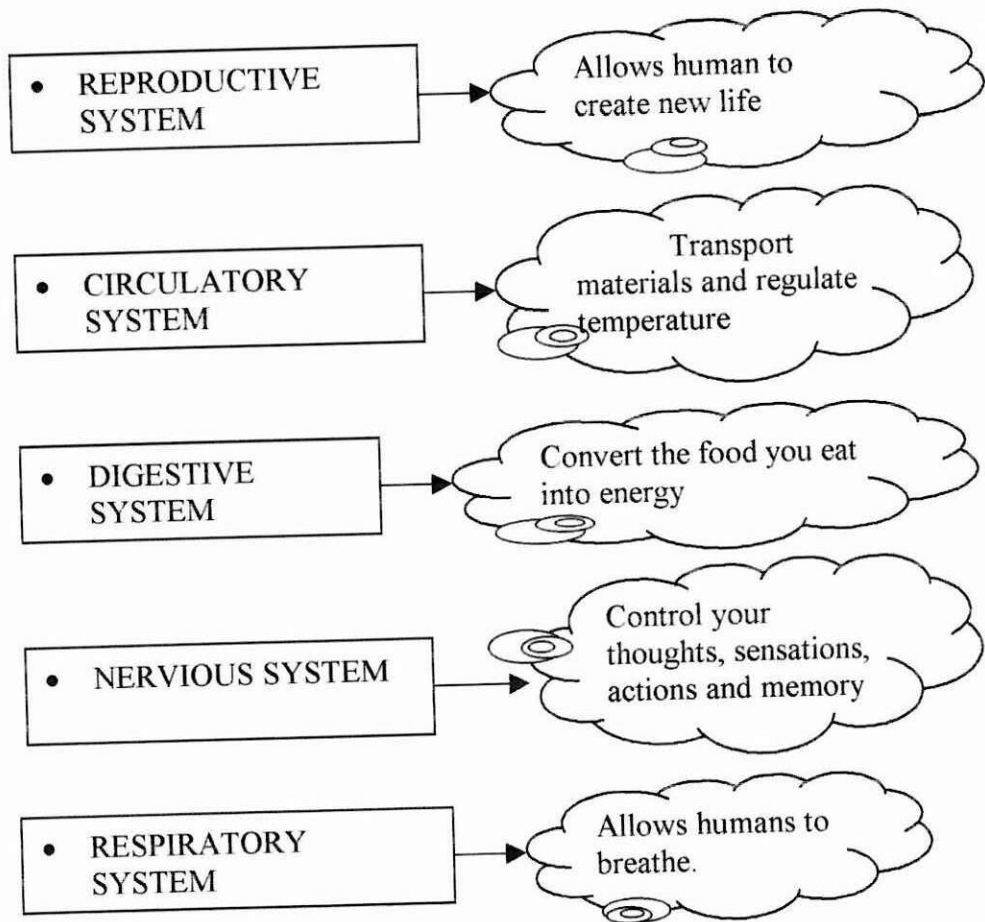 • REPRODUCTIVE
SYSTEM
Allows human to
create new life
• CIRCULATORY
SYSTEM
Transport
materials and regulate
temperature
• DIGESTIVE
SYSTEM
Convert the food you eat
into energy
• NERVIOUS SYSTEM
Control your
thoughts, sensations,
actions and memory
• RESPIRATORY
SYSTEM
Allows humans to
breathe.